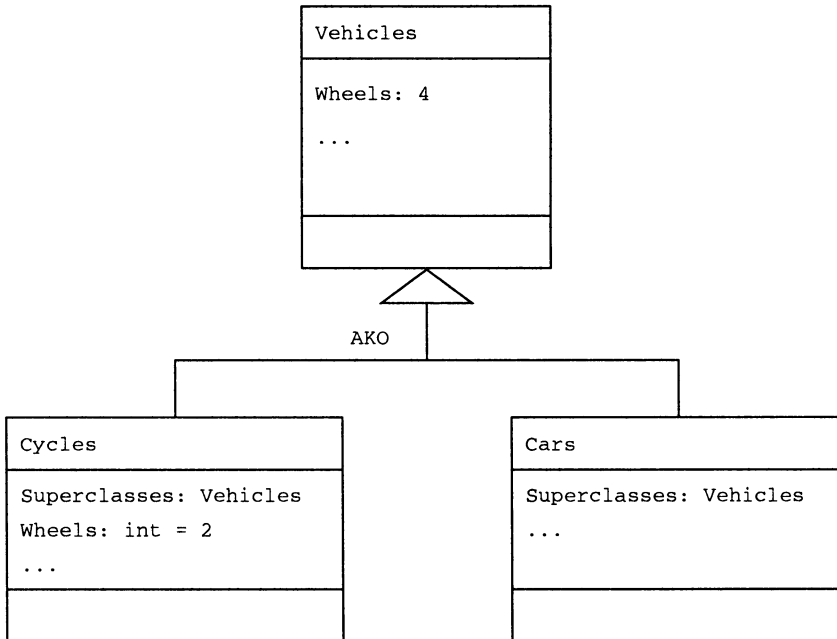 Vehicles
Wheels: 4
...
AKO
Cycles
Superclasses: Vehicles
Wheels: int = 2
...
Cars
Superclasses: Vehicles
...